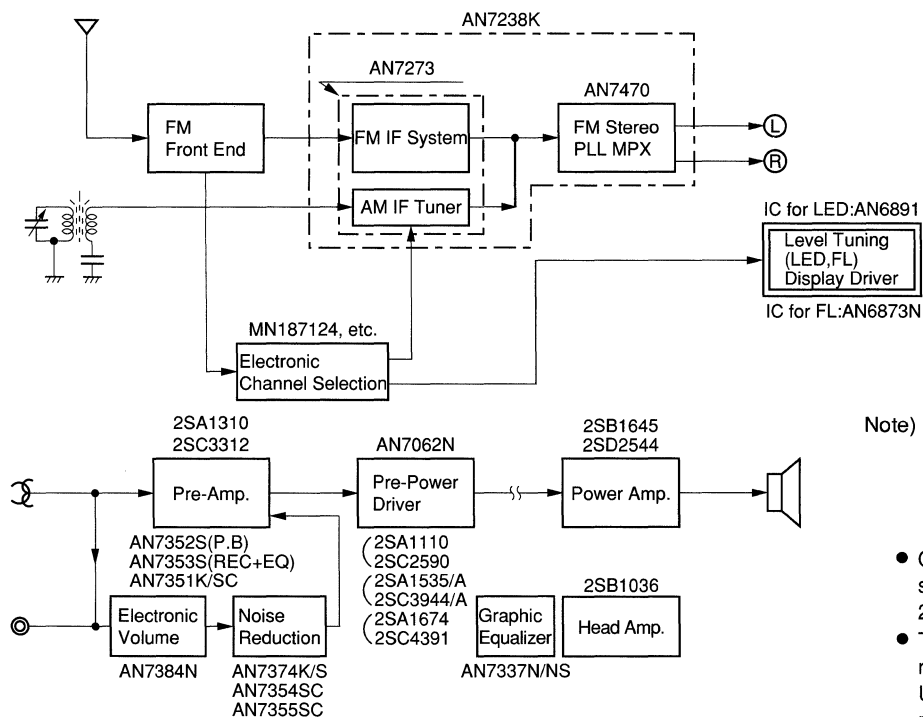 AN7238K
AN7273
AN7470
FM
Front End
FM IF System
AM IF Tuner
FM Stereo
PLL MPX
L
R
IC for LED:AN6891
Level Tuning
(LED,FL)
Display Driver
IC for FL:AN6873N
MN187124, etc.
Electronic
Channel Selection
2SA1310
2SC3312
Pre-Amp.
AN7352S(P.B)
AN7353S(REC+EQ)
AN7351K/SC
AN7062N
Pre-Power
Driver
2SA1110
2SC2590
2SA1535/A
2SC3944/A
2SA1674
2SC4391
2SB1645
2SD2544
Power Amp.
Note)
Electronic
Volume
AN7384N
Noise
Reduction
AN7374K/S
AN7354SC
AN7355SC
Graphic
Equalizer
AN7337N/NS
2SB1036
Head Amp.